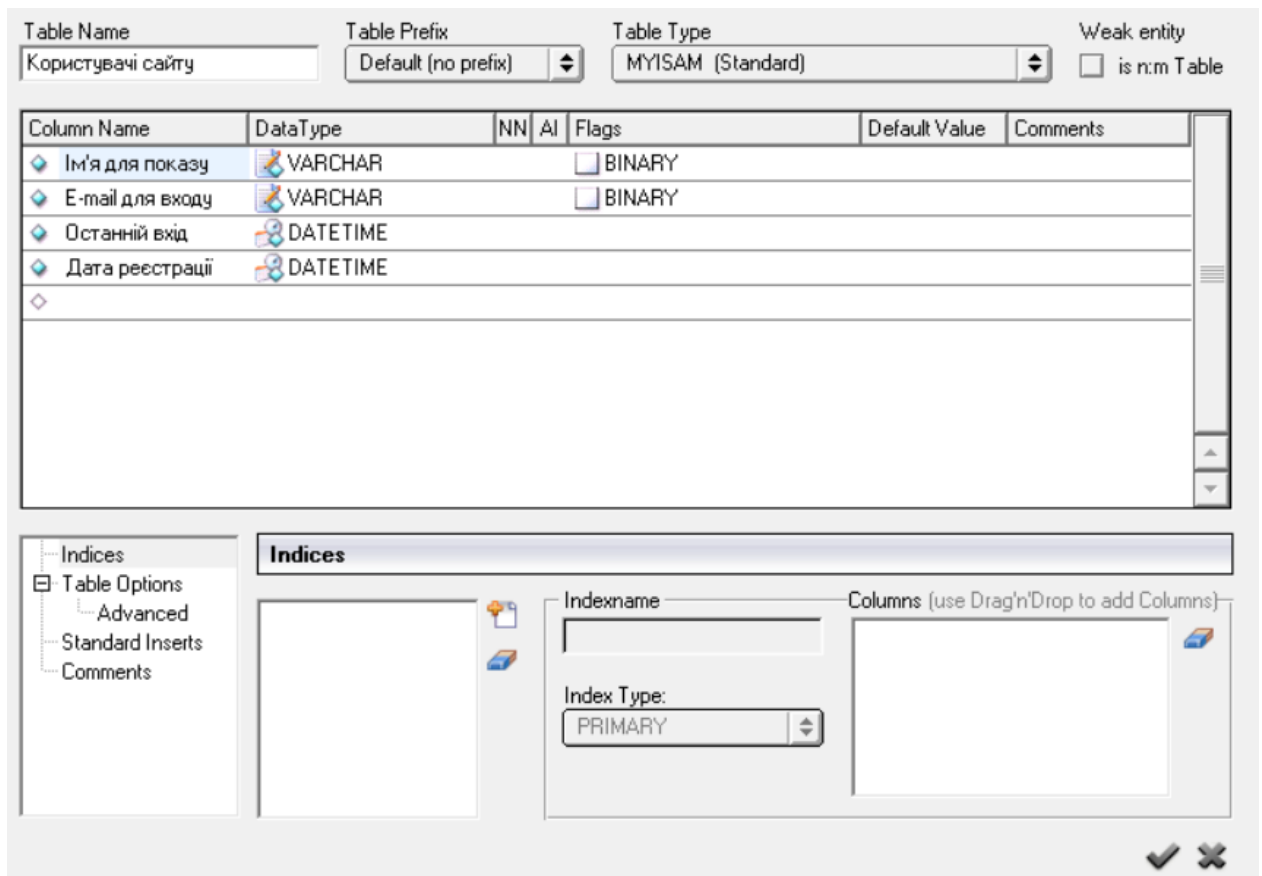 Table Name Table Prefix Table Type Weak entity
Користувачі сайту Default (no prefix) MYISAM (Standard) is n:m Table
Column Name DataType NN AI Flags Default Value Comments
Ім'я для показу VARCHAR BINARY
E-mail для входу VARCHAR BINARY
Останній вхід DATETIME
Дата реєстрації DATETIME
Indices Indices
Table Options
Advanced
Standard Inserts
Comments
Indexname Columns (use Drag'n'Drop to add Columns)
Index Type:
PRIMARY